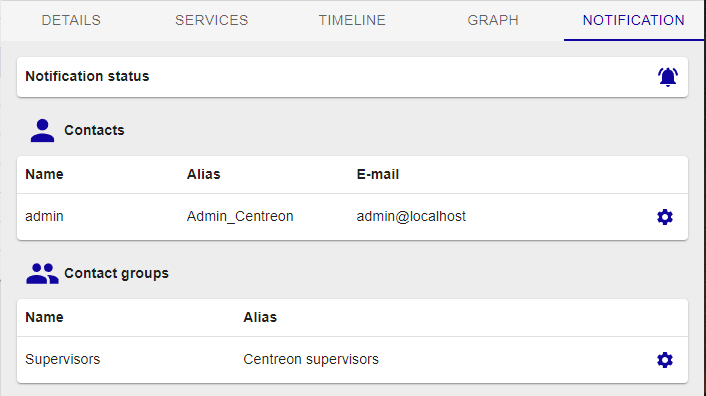 DETAILS SERVICES TIMELINE GRAPH NOTIFICATION
Notification status
Contacts
Name Alias E-mail
admin Admin_Centreon admin@localhost
Contact groups
Name Alias
Supervisors Centreon supervisors